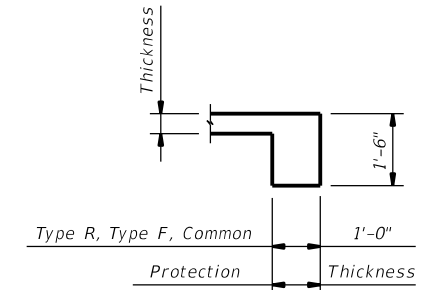 Thickness
1'-6"
Type R, Type F, Common 1'-0"
Protection Thickness